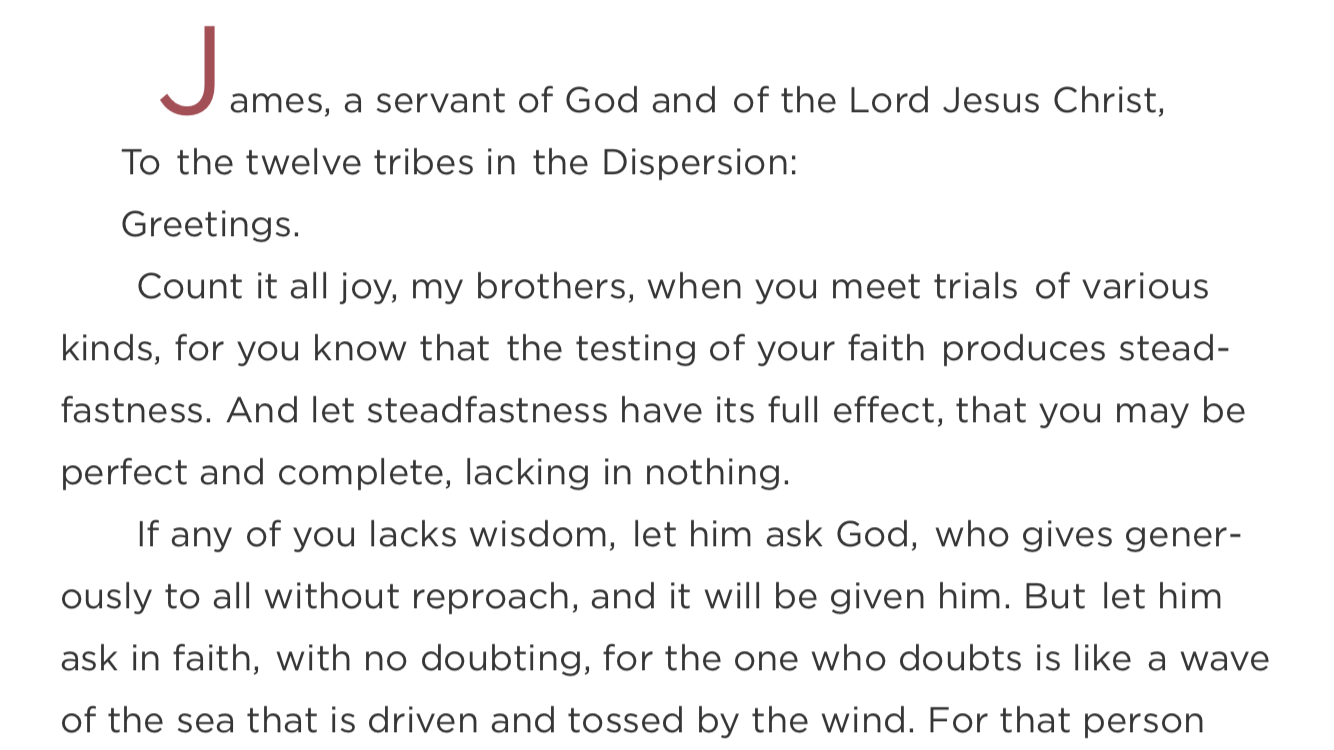 James, a servant of God and of the Lord Jesus Christ,
To the twelve tribes in the Dispersion:
Greetings.
Count it all joy, my brothers, when you meet trials of various
kinds, for you know that the testing of your faith produces stead-
fastness. And let steadfastness have its full effect, that you may be
perfect and complete, lacking in nothing.
If any of you lacks wisdom, let him ask God, who gives gener-
ously to all without reproach, and it will be given him. But let him
ask in faith, with no doubting, for the one who doubts is like a wave
of the sea that is driven and tossed by the wind. For that person